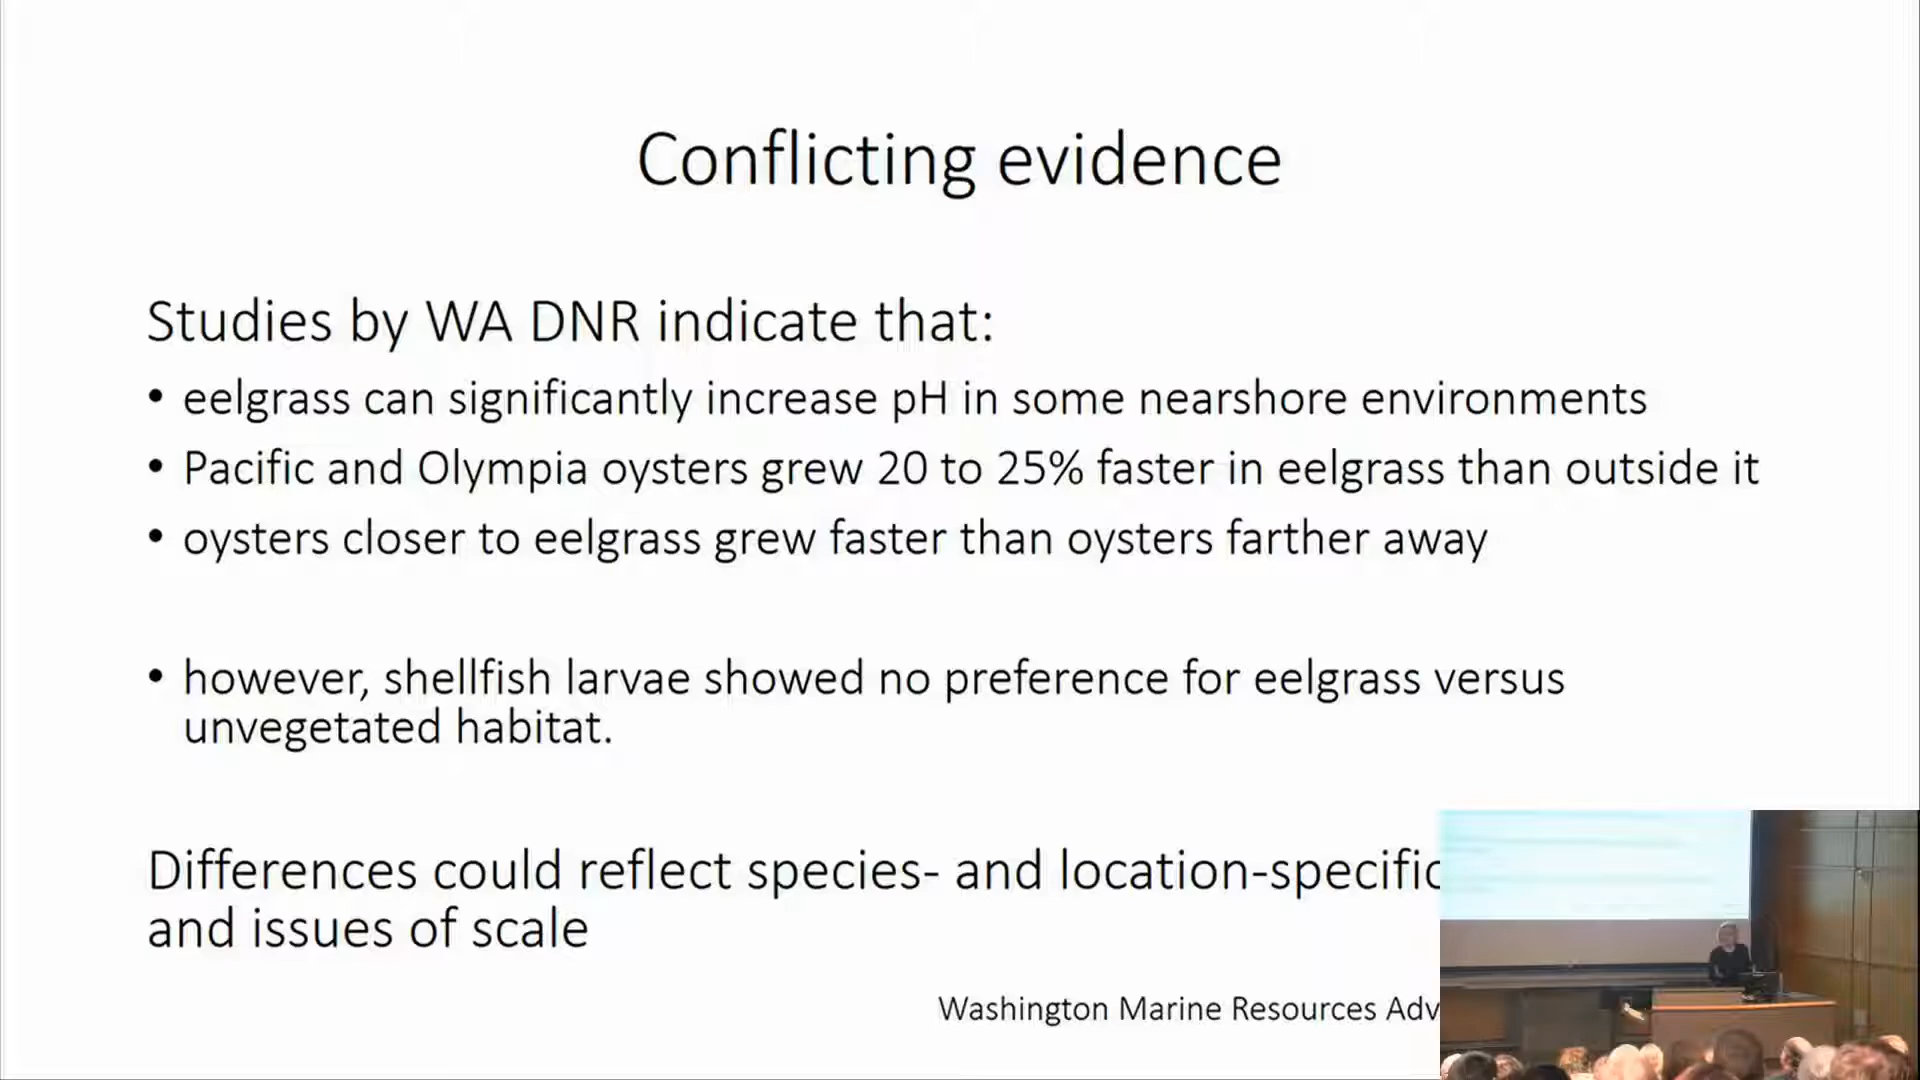 Conflicting evidence
Studies by WA DNR indicate that:
• eelgrass can significantly increase pH in some nearshore environments
• Pacific and Olympia oysters grew 20 to 25% faster in eelgrass than outside it
• oysters closer to eelgrass grew faster than oysters farther away
• however, shellfish larvae showed no preference for eelgrass versus
unvegetated habitat.
Differences could reflect species- and location-specific
and issues of scale
Washington Marine Resources Adv